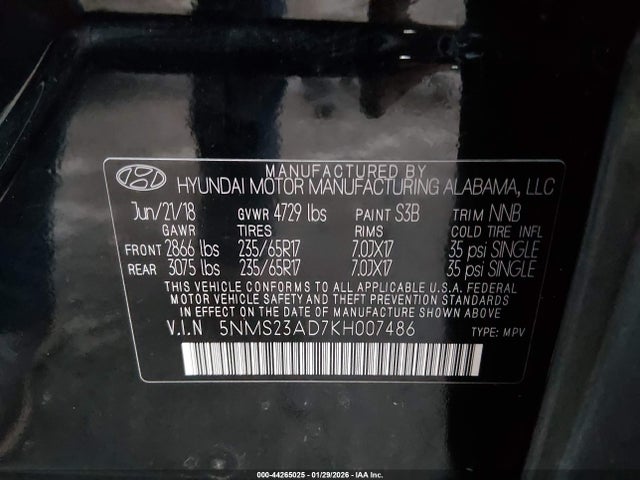 MANUFACTURED BY
HYUNDAI MOTOR MANUFACTURING ALABAMA, LLC
Jun/21/18 GVWR 4729 lbs PAINT S3B TRIM NNB
GAWR TIRES RIMS COLD TIRE INFL
FRONT 2866 lbs 235/65R17 7.0JX17 35 psi SINGLE
REAR 3075 lbs 235/65R17 7.0JX17 35 psi SINGLE
THIS VEHICLE CONFORMS TO ALL APPLICABLE U.S.A. FEDERAL
MOTOR VEHICLE SAFETY AND THEFT PREVENTION STANDARDS
IN EFFECT ON THE DATE OF MANUFACTURE SHOWN ABOVE
V.I.N 5NMS23AD7KH007486 TYPE: MPV
000-44265025 - 01/29/2026 - IAA Inc.